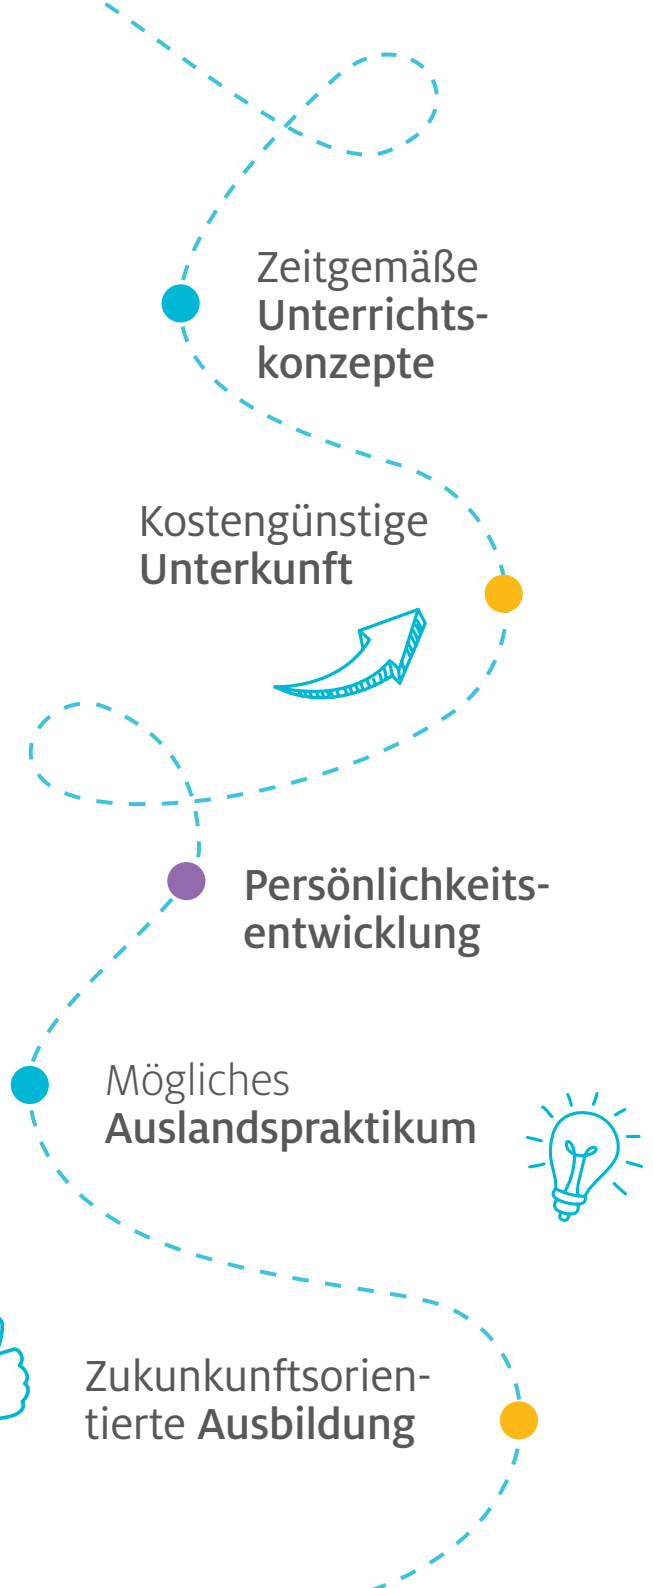 Zeitgemäße
Unterrichts-
konzepte
Kostengünstige
Unterkunft
Persönlichkeits-
entwicklung
Mögliches
Auslandspraktikum
Zukunkunftsorien-
tierte Ausbildung